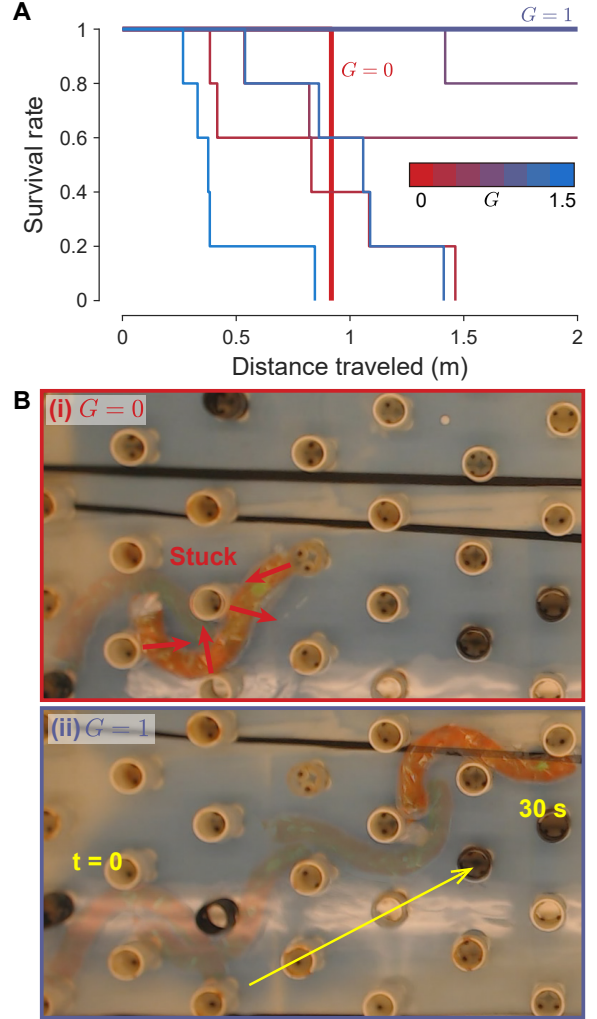 A
G = 1
1
G = 0
0.8
0.6
0.4
0.2
0
Survival rate
0 G 1.5
0 0.5 1 1.5 2
Distance traveled (m)
B
(i) G = 0
Stuck
(ii) G = 1
30 s
t = 0